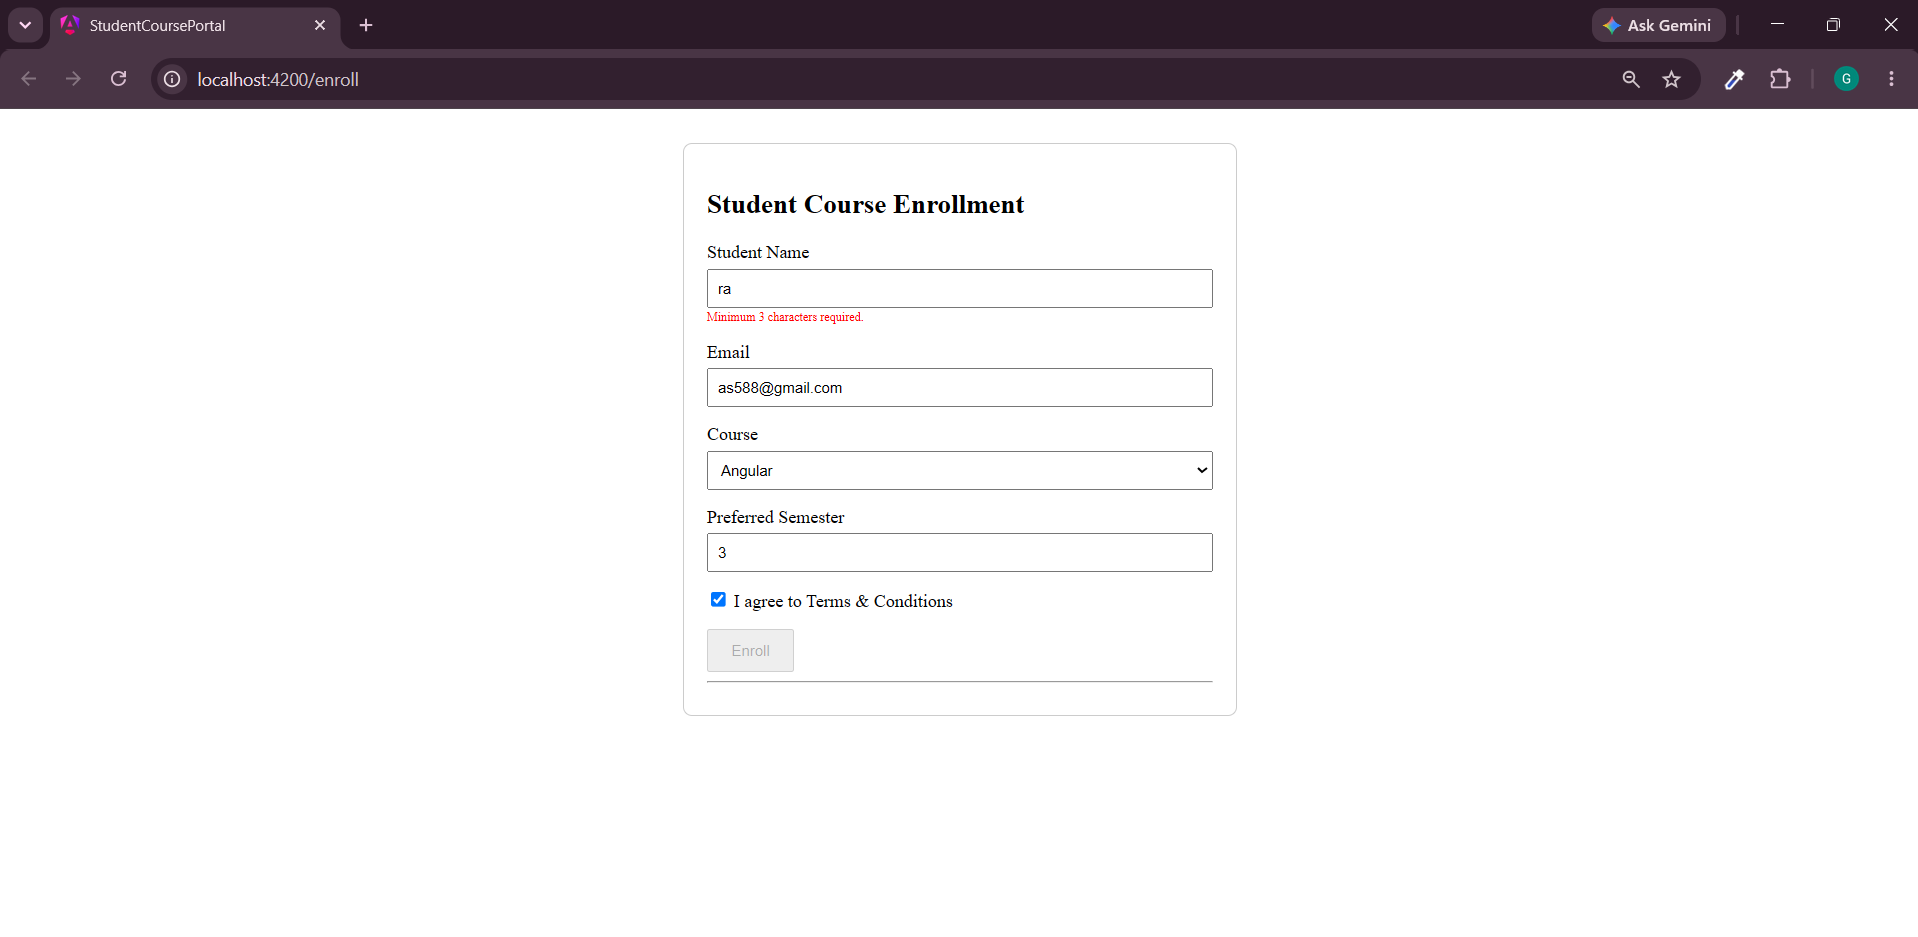 StudentCoursePortal
Ask Gemini
localhost:4200/enroll
G
Student Course Enrollment
Student Name
ra
Minimum 3 characters required.
Email
as588@gmail.com
Course
Angular
Preferred Semester
3
I agree to Terms & Conditions
Enroll